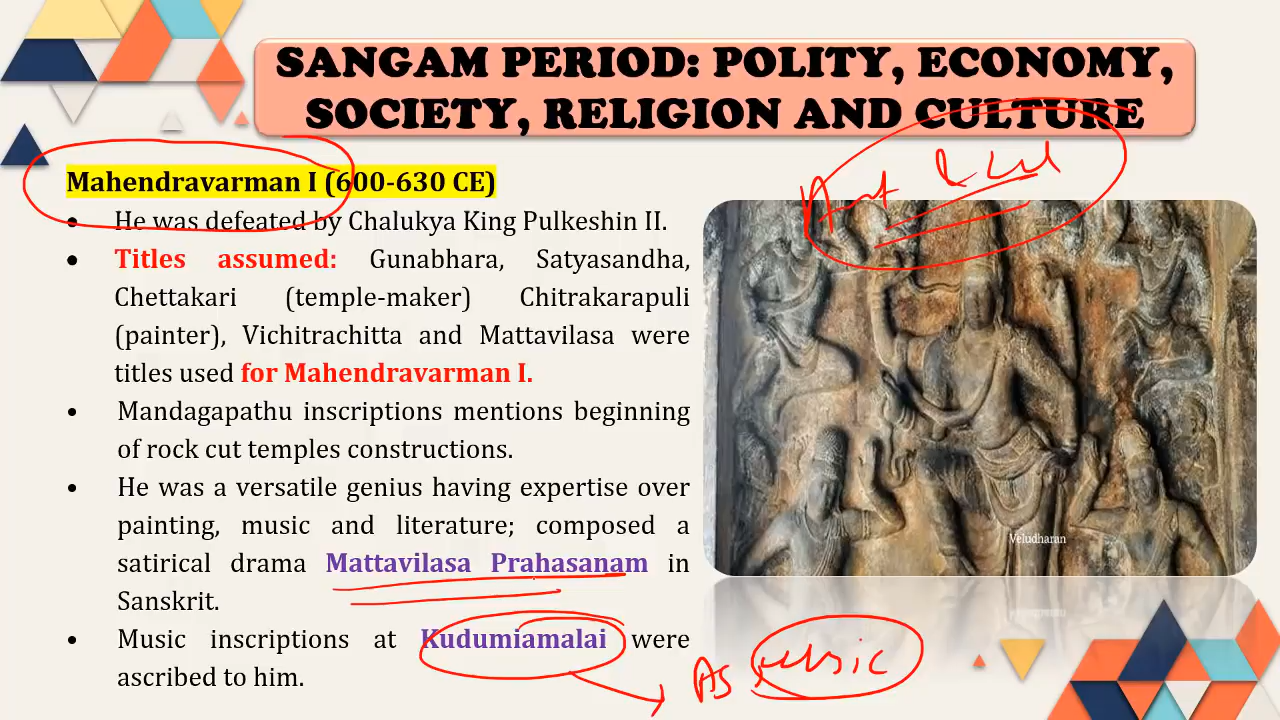 SANGAM PERIOD: POLITY, ECONOMY,
SOCIETY, RELIGION AND CULTURE
Mahendravarman I (600-630 CE)
• He was defeated by Chalukya King Pulkeshin II.
• Titles assumed: Gunabhara, Satyasandha,
Chettakari (temple-maker) Chitrakarapuli
(painter), Vichitrachitta and Mattavilasa were
titles used for Mahendravarman I.
• Mandagapathu inscriptions mentions beginning
of rock cut temples constructions.
• He was a versatile genius having expertise over
painting, music and literature; composed a
satirical drama Mattavilasa Prahasanam in
Sanskrit.
• Music inscriptions at Kudumiamalai were
ascribed to him.
Art & Cul
Veludharan
As music